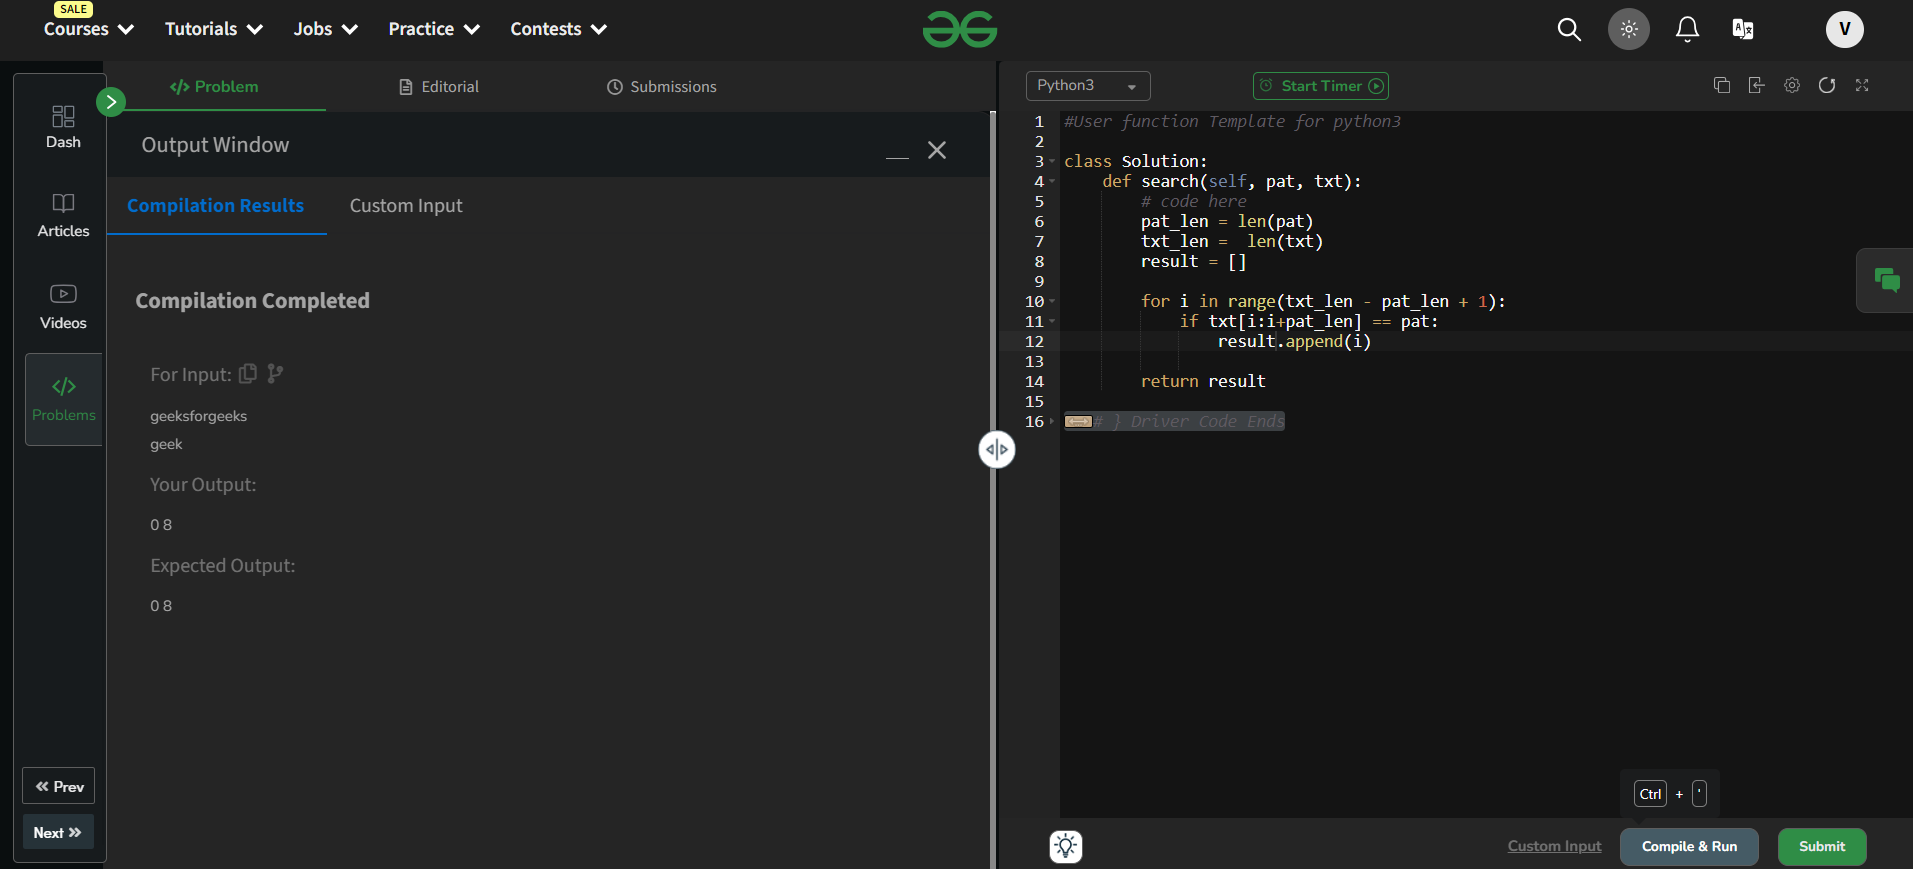 SALE
Courses Tutorials Jobs Practice Contests
V
Dash
Articles
Videos
Problems
Prev
Next
Problem Editorial Submissions
Output Window
Compilation Results Custom Input
Compilation Completed
For Input:
geeksforgeeks
geek
Your Output:
0 8
Expected Output:
0 8
Python3 Start Timer
1 #User function Template for python3
2
3 class Solution:
4 def search(self, pat, txt):
5 # code here
6 pat_len = len(pat)
7 txt_len =  len(txt)
8 result = []
9
10 for i in range(txt_len - pat_len + 1):
11 if txt[i:i+pat_len] == pat:
12 result.append(i)
13
14 return result
15
16 # } Driver Code Ends
Ctrl + '
Custom Input Compile & Run Submit